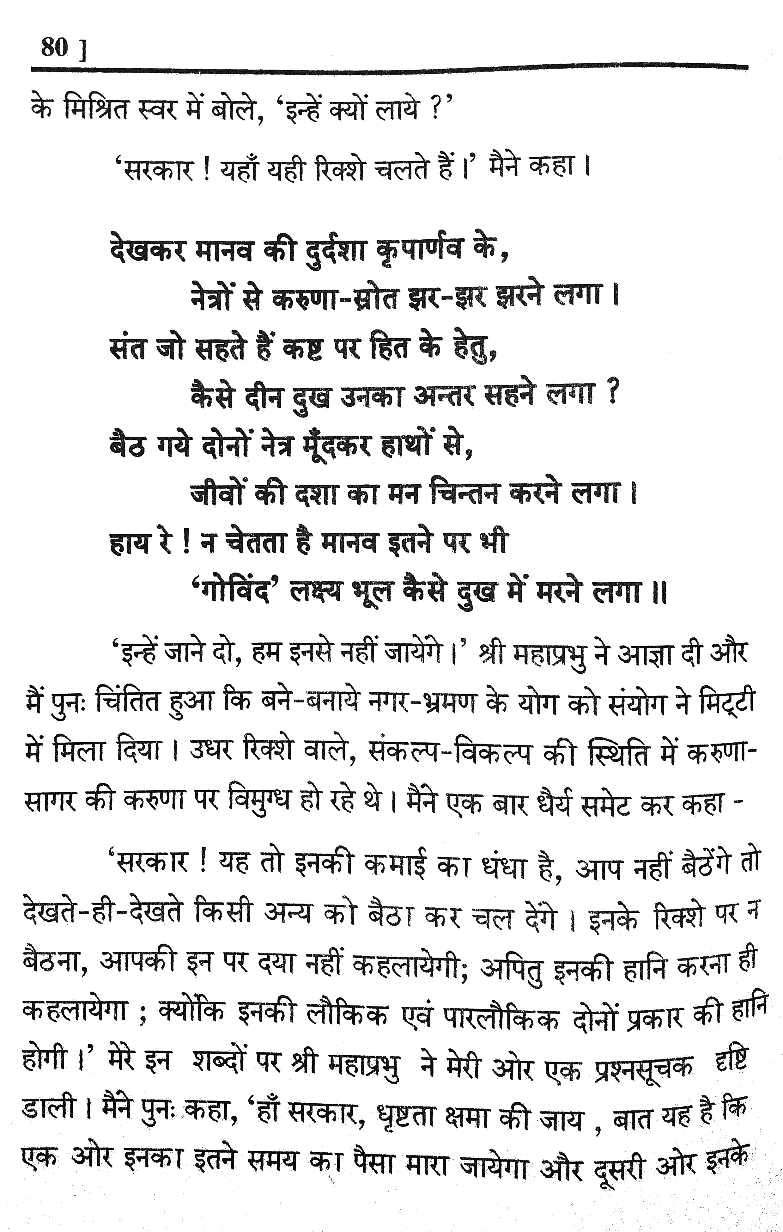 80 ]
के मिश्रित स्वर में बोले, ‘इन्हें क्यों लाये ?’
‘सरकार ! यहाँ यही रिक्शे चलते हैं।’ मैने कहा।
देखकर मानव की दुर्दशा कृपार्णव के,
नेत्रों से करुणा-स्रोत झर-झर झरने लगा।
संत जो सहते हैं कष्ट पर हित के हेतु,
कैसे दीन दुख उनका अन्तर सहने लगा ?
बैठ गये दोनों नेत्र मूँदकर हाथों से,
जीवों की दशा का मन चिन्तन करने लगा।
हाय रे ! न चेतता है मानव इतने पर भी
‘गोविंद’ लक्ष्य भूल कैसे दुख में मरने लगा॥
‘इन्हें जाने दो, हम इनसे नहीं जायेंगे।’ श्री महाप्रभु ने आज्ञा दी और
मैं पुनः चिंतित हुआ कि बने-बनाये नगर-भ्रमण के योग को संयोग ने मिट्टी
में मिला दिया। उधर रिक्शे वाले, संकल्प-विकल्प की स्थिति में करुणा-
सागर की करुणा पर विमुग्ध हो रहे थे। मैंने एक बार धैर्य समेट कर कहा -
‘सरकार ! यह तो इनकी कमाई का धंधा है, आप नहीं बैठेंगे तो
देखते-ही-देखते किसी अन्य को बैठा कर चल देंगे। इनके रिक्शे पर न
बैठना, आपकी इन पर दया नहीं कहलायेगी; अपितु इनकी हानि करना ही
कहलायेगा ; क्योंकि इनकी लौकिक एवं पारलौकिक दोनों प्रकार की हानि
होगी।’ मेरे इन शब्दों पर श्री महाप्रभु ने मेरी ओर एक प्रश्नसूचक दृष्टि
डाली। मैंने पुनः कहा, ‘हाँ सरकार, धृष्टता क्षमा की जाय , बात यह है कि
एक ओर इनका इतने समय का पैसा मारा जायेगा और दूसरी ओर इनके